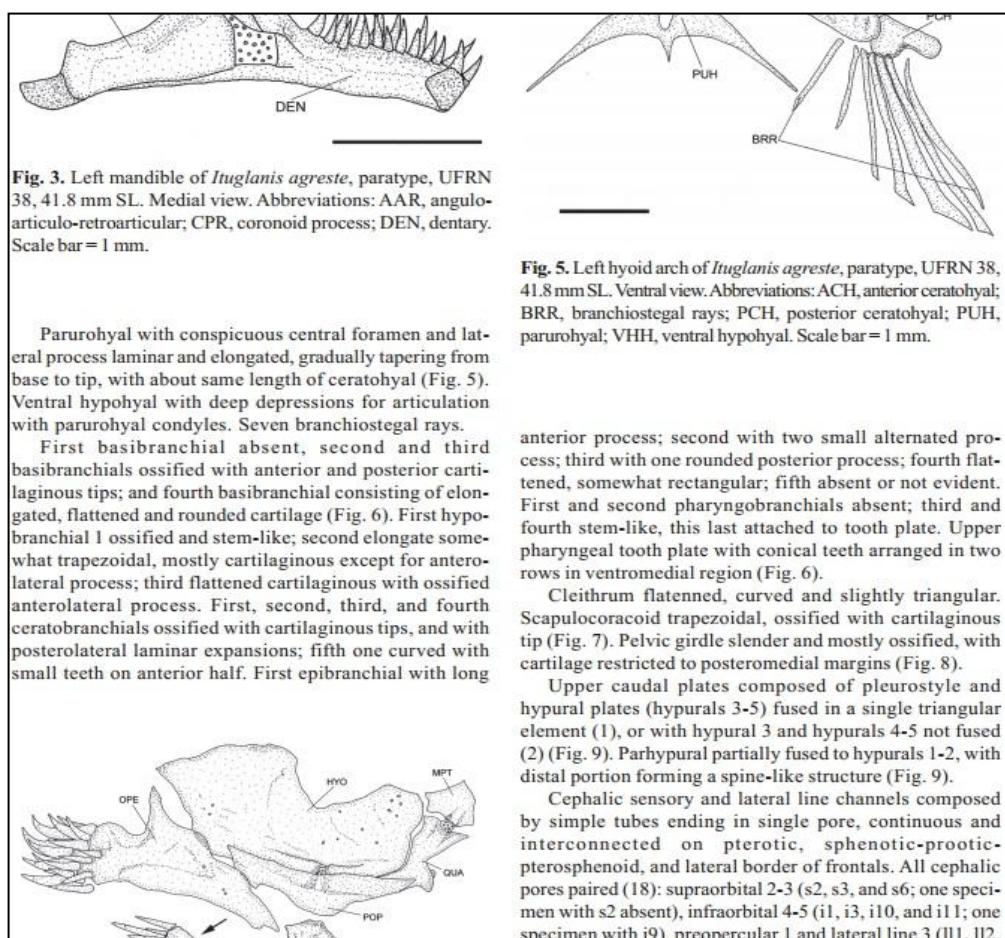 DEN
Fig. 3. Left mandible of Ituglanis agreste, paratype, UFRN
38, 41.8 mm SL. Medial view. Abbreviations: AAR, angulo-
articulo-retroarticular; CPR, coronoid process; DEN, dentary.
Scale bar = 1 mm.
Parurohyal with conspicuous central foramen and lat-
eral process laminar and elongated, gradually tapering from
base to tip, with about same length of ceratohyal (Fig. 5).
Ventral hypohyal with deep depressions for articulation
with parurohyal condyles. Seven branchiostegal rays.
First basibranchial absent, second and third
basibranchials ossified with anterior and posterior carti-
laginous tips; and fourth basibranchial consisting of elon-
gated, flattened and rounded cartilage (Fig. 6). First hypo-
branchial 1 ossified and stem-like; second elongate some-
what trapezoidal, mostly cartilaginous except for antero-
lateral process; third flattened cartilaginous with ossified
anterolateral process. First, second, third, and fourth
ceratobranchials ossified with cartilaginous tips, and with
posterolateral laminar expansions; fifth one curved with
small teeth on anterior half. First epibranchial with long
OPE
HYO
MPT
QUA
POP
PCH
PUH
BRR
Fig. 5. Left hyoid arch of Ituglanis agreste, paratype, UFRN 38,
41.8 mm SL. Ventral view. Abbreviations: ACH, anterior ceratohyal;
BRR, branchiostegal rays; PCH, posterior ceratohyal; PUH,
parurohyal; VHH, ventral hypohyal. Scale bar = 1 mm.
anterior process; second with two small alternated pro-
cess; third with one rounded posterior process; fourth flat-
tened, somewhat rectangular; fifth absent or not evident.
First and second pharyngobranchials absent; third and
fourth stem-like, this last attached to tooth plate. Upper
pharyngeal tooth plate with conical teeth arranged in two
rows in ventromedial region (Fig. 6).
Cleithrum flatenned, curved and slightly triangular.
Scapulocoracoid trapezoidal, ossified with cartilaginous
tip (Fig. 7). Pelvic girdle slender and mostly ossified, with
cartilage restricted to posteromedial margins (Fig. 8).
Upper caudal plates composed of pleurostyle and
hypural plates (hypurals 3-5) fused in a single triangular
element (1), or with hypural 3 and hypurals 4-5 not fused
(2) (Fig. 9). Parhypural partially fused to hypurals 1-2, with
distal portion forming a spine-like structure (Fig. 9).
Cephalic sensory and lateral line channels composed
by simple tubes ending in single pore, continuous and
interconnected on pterotic, sphenotic-prootic-
pterosphenoid, and lateral border of frontals. All cephalic
pores paired (18): supraorbital 2-3 (s2, s3, and s6; one speci-
men with s2 absent), infraorbital 4-5 (i1, i3, i10, and i11; one
specimen with i9), preopercular 1 and lateral line 3 (ll1, ll2,